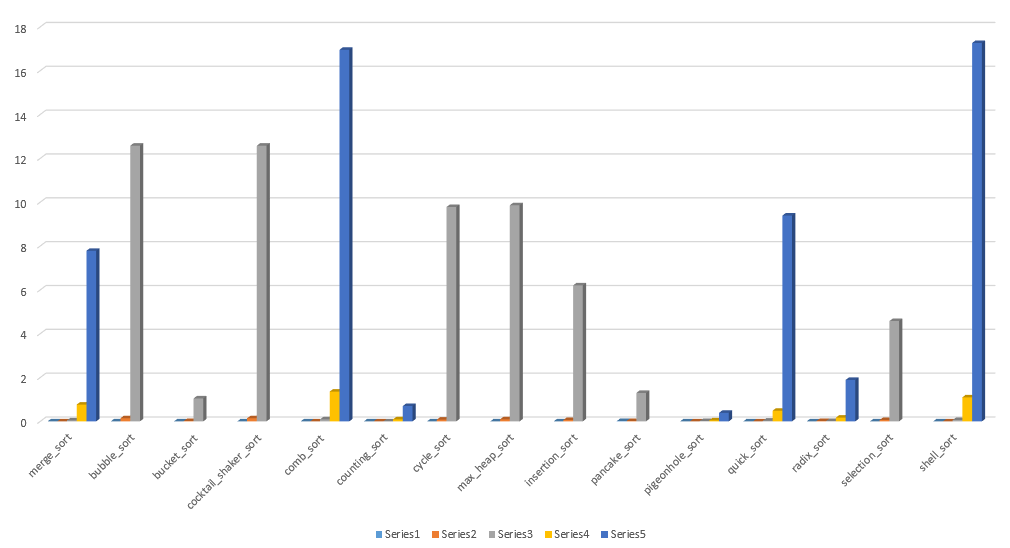 18
16
14
12
10
8
6
4
2
0
merge_sort
bubble_sort
bucket_sort
cocktail_shaker_sort
comb_sort
counting_sort
cycle_sort
max_heap_sort
insertion_sort
pancake_sort
pigeonhole_sort
quick_sort
radix_sort
selection_sort
shell_sort
Series1 Series2 Series3 Series4 Series5